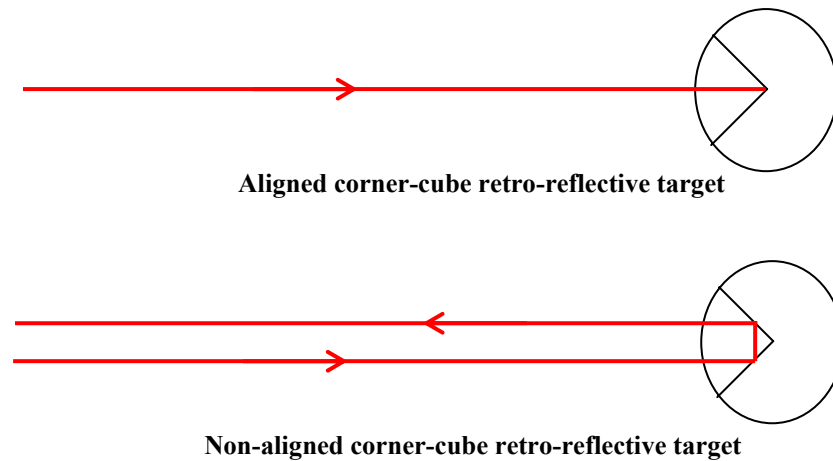 Aligned corner-cube retro-reflective target
Non-aligned corner-cube retro-reflective target